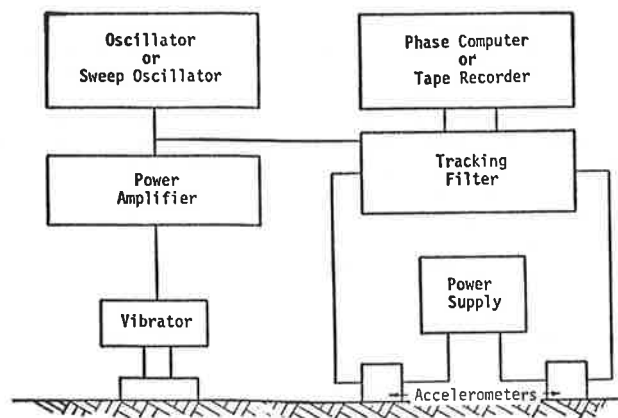 Oscillator
or
Sweep Oscillator
Phase Computer
or
Tape Recorder
Power
Amplifier
Tracking
Filter
Vibrator
Power
Supply
Accelerometers